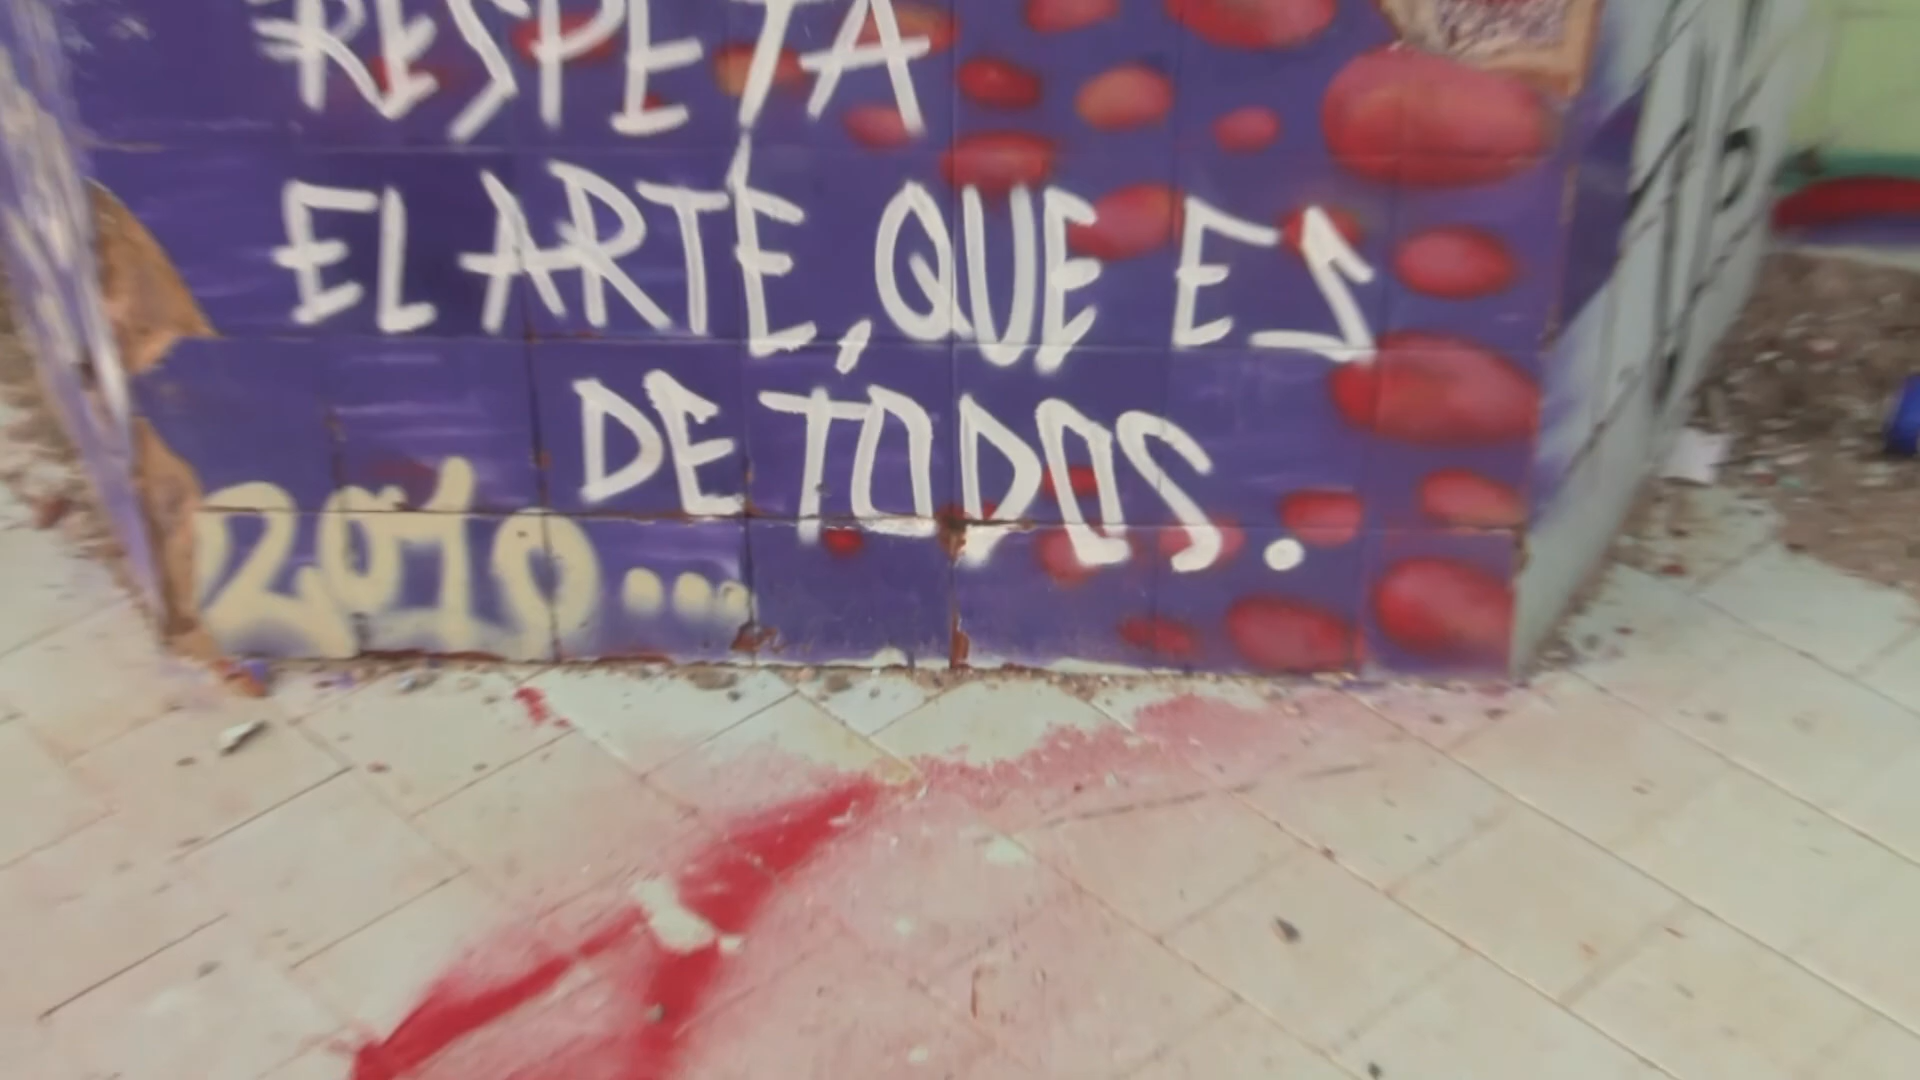 RESPETA
EL ARTE, QUE ES
DE TODOS.
2010...